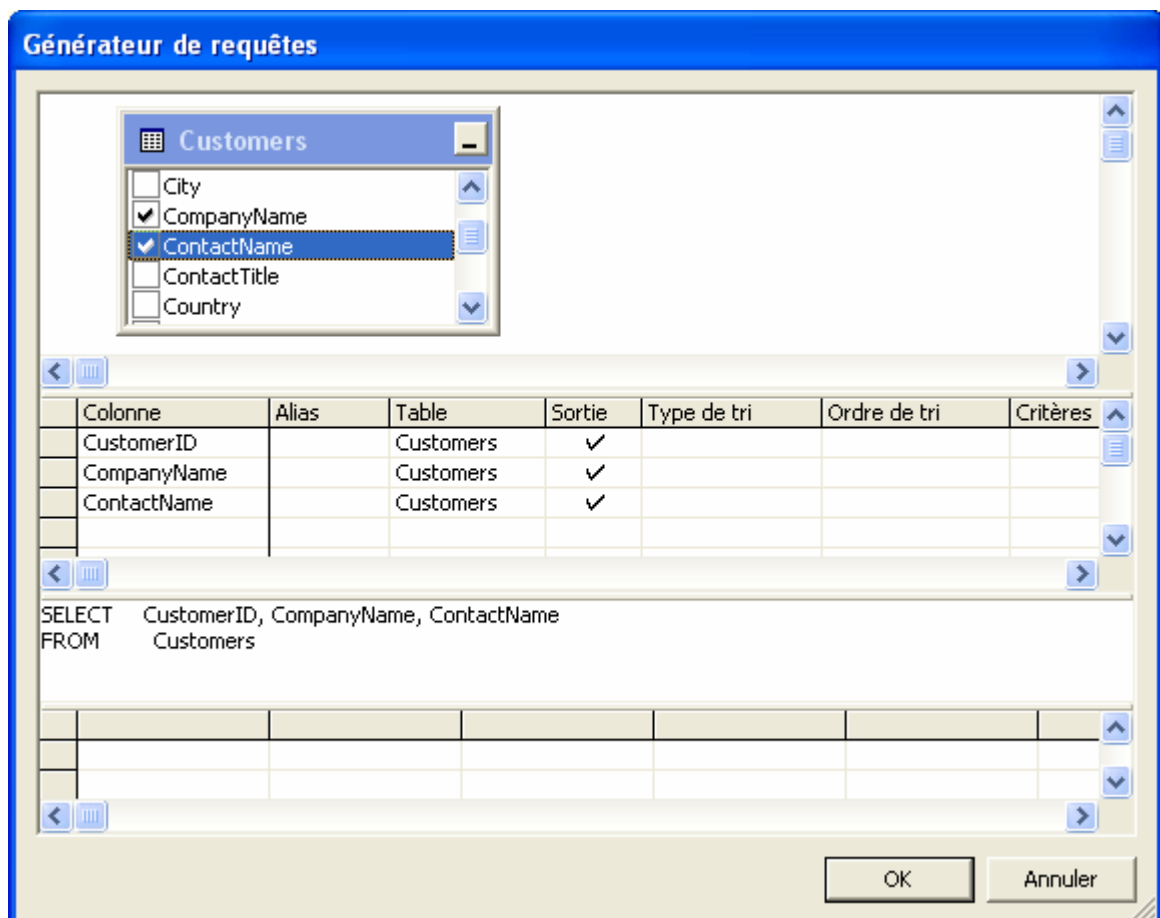 Générateur de requêtes
Customers
City
CompanyName
ContactName
ContactTitle
Country
Colonne Alias Table Sortie Type de tri Ordre de tri Critères
CustomerID Customers
CompanyName Customers
ContactName Customers
SELECT CustomerID, CompanyName, ContactName
FROM Customers
OK Annuler